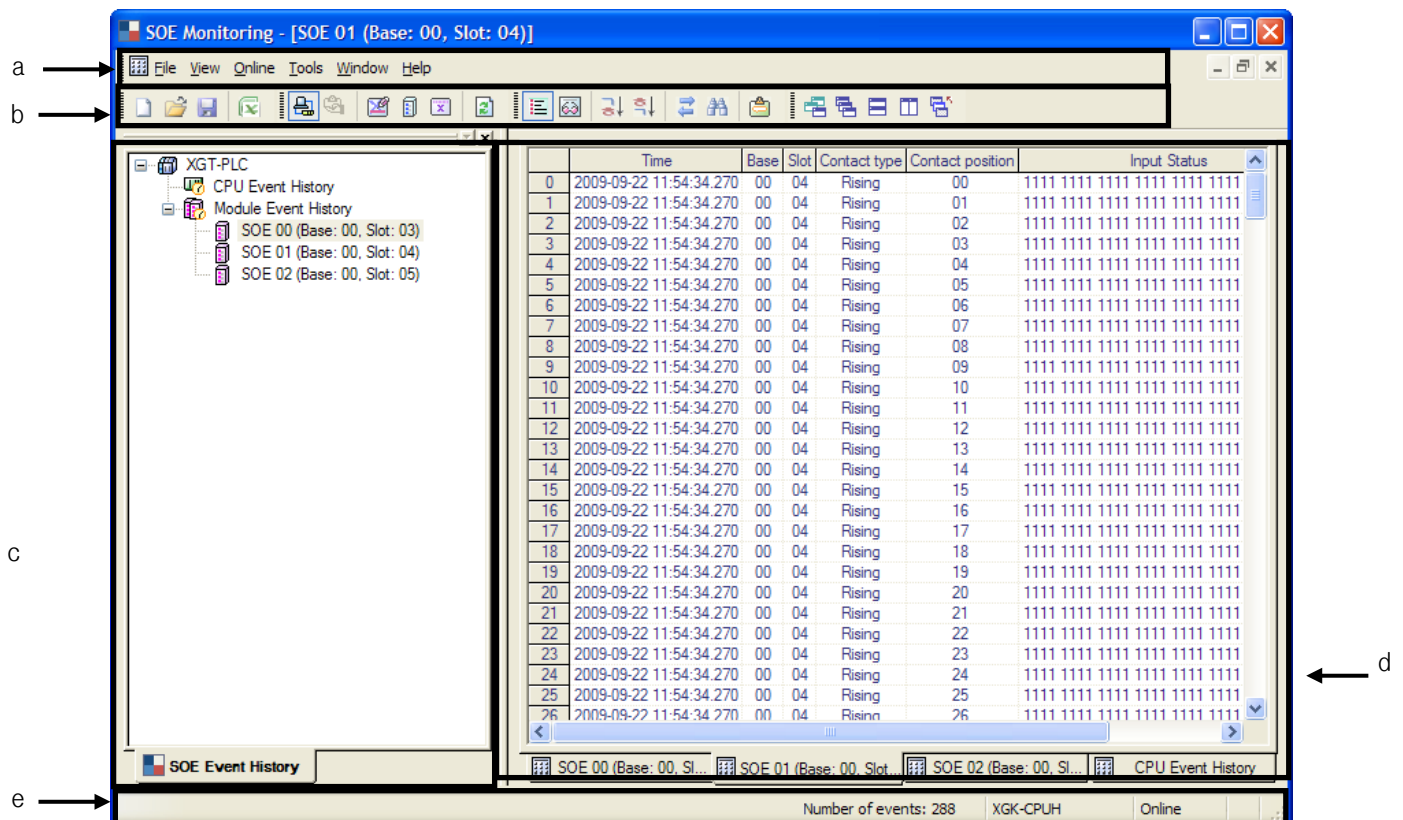 SOE Monitoring - [SOE 01 (Base: 00, Slot: 04)]
a
File View Online Tools Window Help
b
XGT-PLC
CPU Event History
Module Event History
SOE 00 (Base: 00, Slot: 03)
SOE 01 (Base: 00, Slot: 04)
SOE 02 (Base: 00, Slot: 05)
c
SOE Event History
Time Base Slot Contact type Contact position Input Status
0 2009-09-22 11:54:34.270 00 04 Rising 00 1111 1111 1111 1111 1111 1111
1 2009-09-22 11:54:34.270 00 04 Rising 01 1111 1111 1111 1111 1111 1111
2 2009-09-22 11:54:34.270 00 04 Rising 02 1111 1111 1111 1111 1111 1111
3 2009-09-22 11:54:34.270 00 04 Rising 03 1111 1111 1111 1111 1111 1111
4 2009-09-22 11:54:34.270 00 04 Rising 04 1111 1111 1111 1111 1111 1111
5 2009-09-22 11:54:34.270 00 04 Rising 05 1111 1111 1111 1111 1111 1111
6 2009-09-22 11:54:34.270 00 04 Rising 06 1111 1111 1111 1111 1111 1111
7 2009-09-22 11:54:34.270 00 04 Rising 07 1111 1111 1111 1111 1111 1111
8 2009-09-22 11:54:34.270 00 04 Rising 08 1111 1111 1111 1111 1111 1111
9 2009-09-22 11:54:34.270 00 04 Rising 09 1111 1111 1111 1111 1111 1111
10 2009-09-22 11:54:34.270 00 04 Rising 10 1111 1111 1111 1111 1111 1111
11 2009-09-22 11:54:34.270 00 04 Rising 11 1111 1111 1111 1111 1111 1111
12 2009-09-22 11:54:34.270 00 04 Rising 12 1111 1111 1111 1111 1111 1111
13 2009-09-22 11:54:34.270 00 04 Rising 13 1111 1111 1111 1111 1111 1111
14 2009-09-22 11:54:34.270 00 04 Rising 14 1111 1111 1111 1111 1111 1111
15 2009-09-22 11:54:34.270 00 04 Rising 15 1111 1111 1111 1111 1111 1111
16 2009-09-22 11:54:34.270 00 04 Rising 16 1111 1111 1111 1111 1111 1111
17 2009-09-22 11:54:34.270 00 04 Rising 17 1111 1111 1111 1111 1111 1111
18 2009-09-22 11:54:34.270 00 04 Rising 18 1111 1111 1111 1111 1111 1111
19 2009-09-22 11:54:34.270 00 04 Rising 19 1111 1111 1111 1111 1111 1111
20 2009-09-22 11:54:34.270 00 04 Rising 20 1111 1111 1111 1111 1111 1111
21 2009-09-22 11:54:34.270 00 04 Rising 21 1111 1111 1111 1111 1111 1111
22 2009-09-22 11:54:34.270 00 04 Rising 22 1111 1111 1111 1111 1111 1111
23 2009-09-22 11:54:34.270 00 04 Rising 23 1111 1111 1111 1111 1111 1111
24 2009-09-22 11:54:34.270 00 04 Rising 24 1111 1111 1111 1111 1111 1111
25 2009-09-22 11:54:34.270 00 04 Rising 25 1111 1111 1111 1111 1111 1111
26 2009-09-22 11:54:34.270 00 04 Rising 26 1111 1111 1111 1111 1111 1111
d
SOE 00 (Base: 00, Sl... SOE 01 (Base: 00, Slot... SOE 02 (Base: 00, Sl... CPU Event History
e
Number of events: 288 XGK-CPUH Online